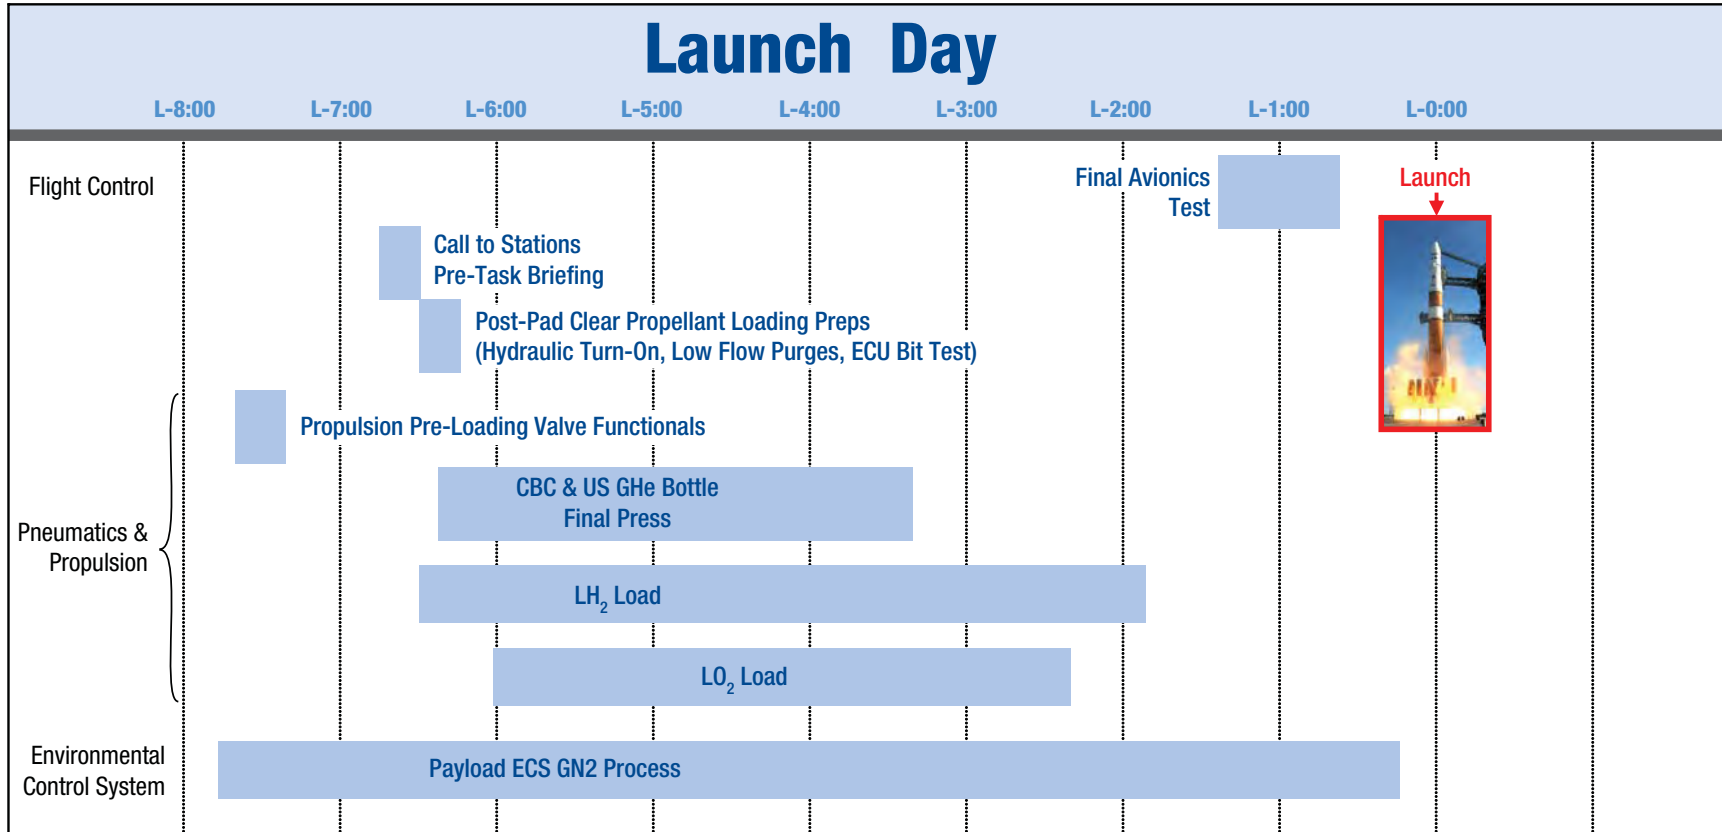 Launch Day
L-8:00 L-7:00 L-6:00 L-5:00 L-4:00 L-3:00 L-2:00 L-1:00 L-0:00
Flight Control
Final Avionics
Test
Launch
Call to Stations
Pre-Task Briefing
Post-Pad Clear Propellant Loading Preps
(Hydraulic Turn-On, Low Flow Purges, ECU Bit Test)
Pneumatics &
Propulsion
Propulsion Pre-Loading Valve Functionals
CBC & US GHe Bottle
Final Press
LH₂ Load
LO₂ Load
Environmental
Control System
Payload ECS GN2 Process